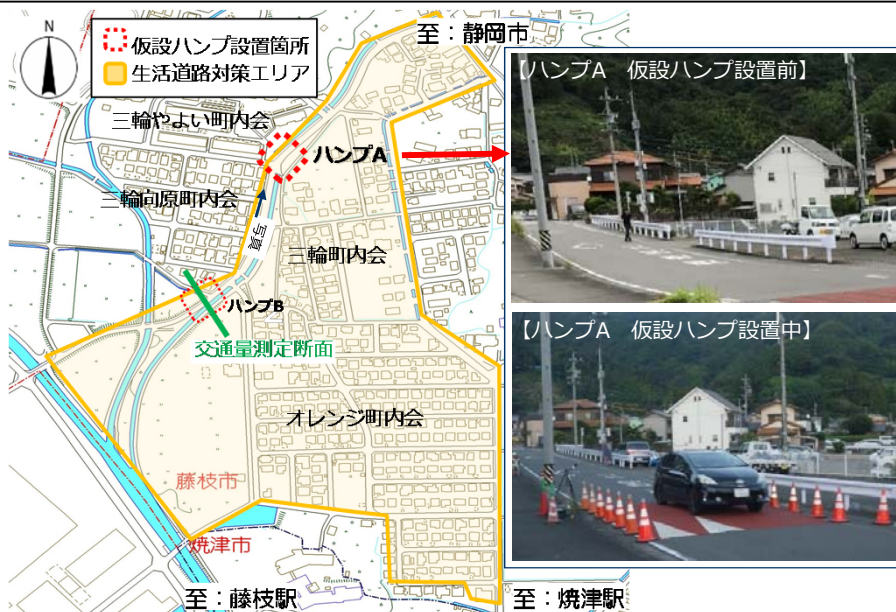 N
仮設ハンプ設置箇所
生活道路対策エリア
至：静岡市
【ハンプA　仮設ハンプ設置前】
三輪やよい町内会
ハンプA
三輪向原町内会
写真
三輪町内会
ハンプB
交通量測定断面
【ハンプA　仮設ハンプ設置中】
オレンジ町内会
藤枝市
焼津市
至：藤枝駅
至：焼津駅